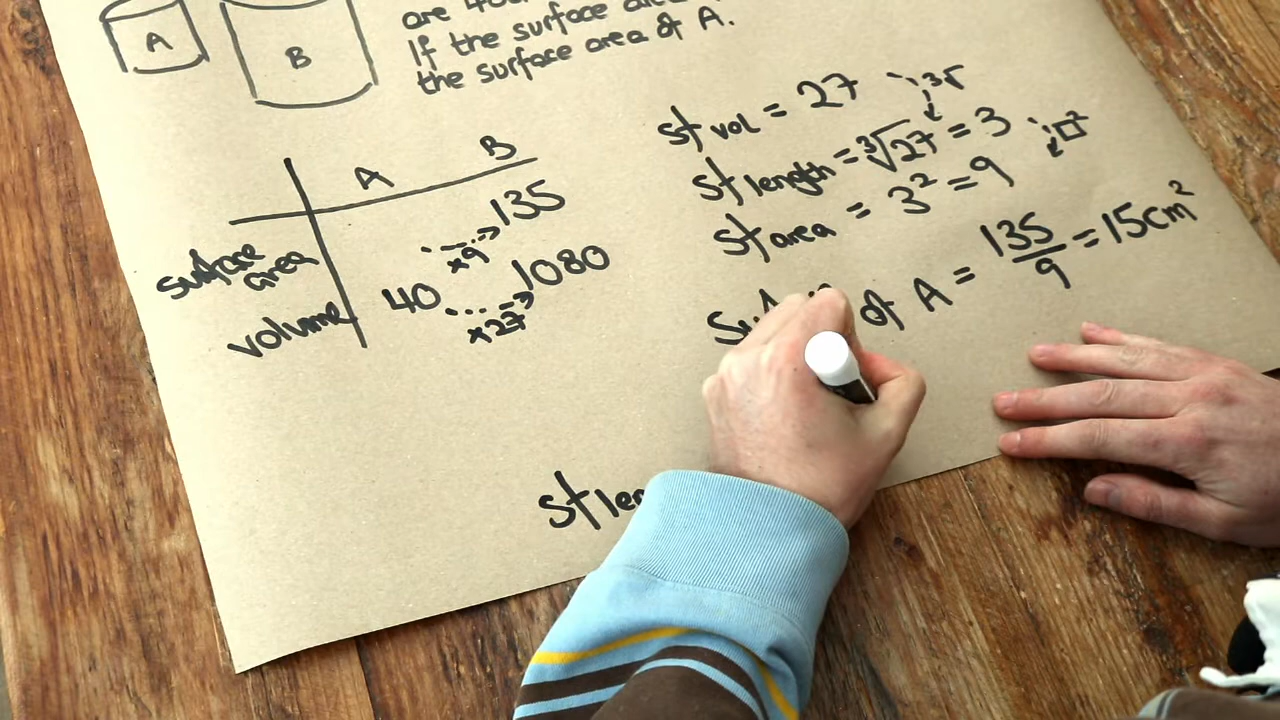 A
B
are 40
If the surface area
the surface area of A.
A B
surface area 135
x9
volume 40 1080
x27
sf vol = 27
³√
sf length = ³√27 = 3
□²
sf area = 3² = 9
of A = 135/9 = 15cm²
sf len